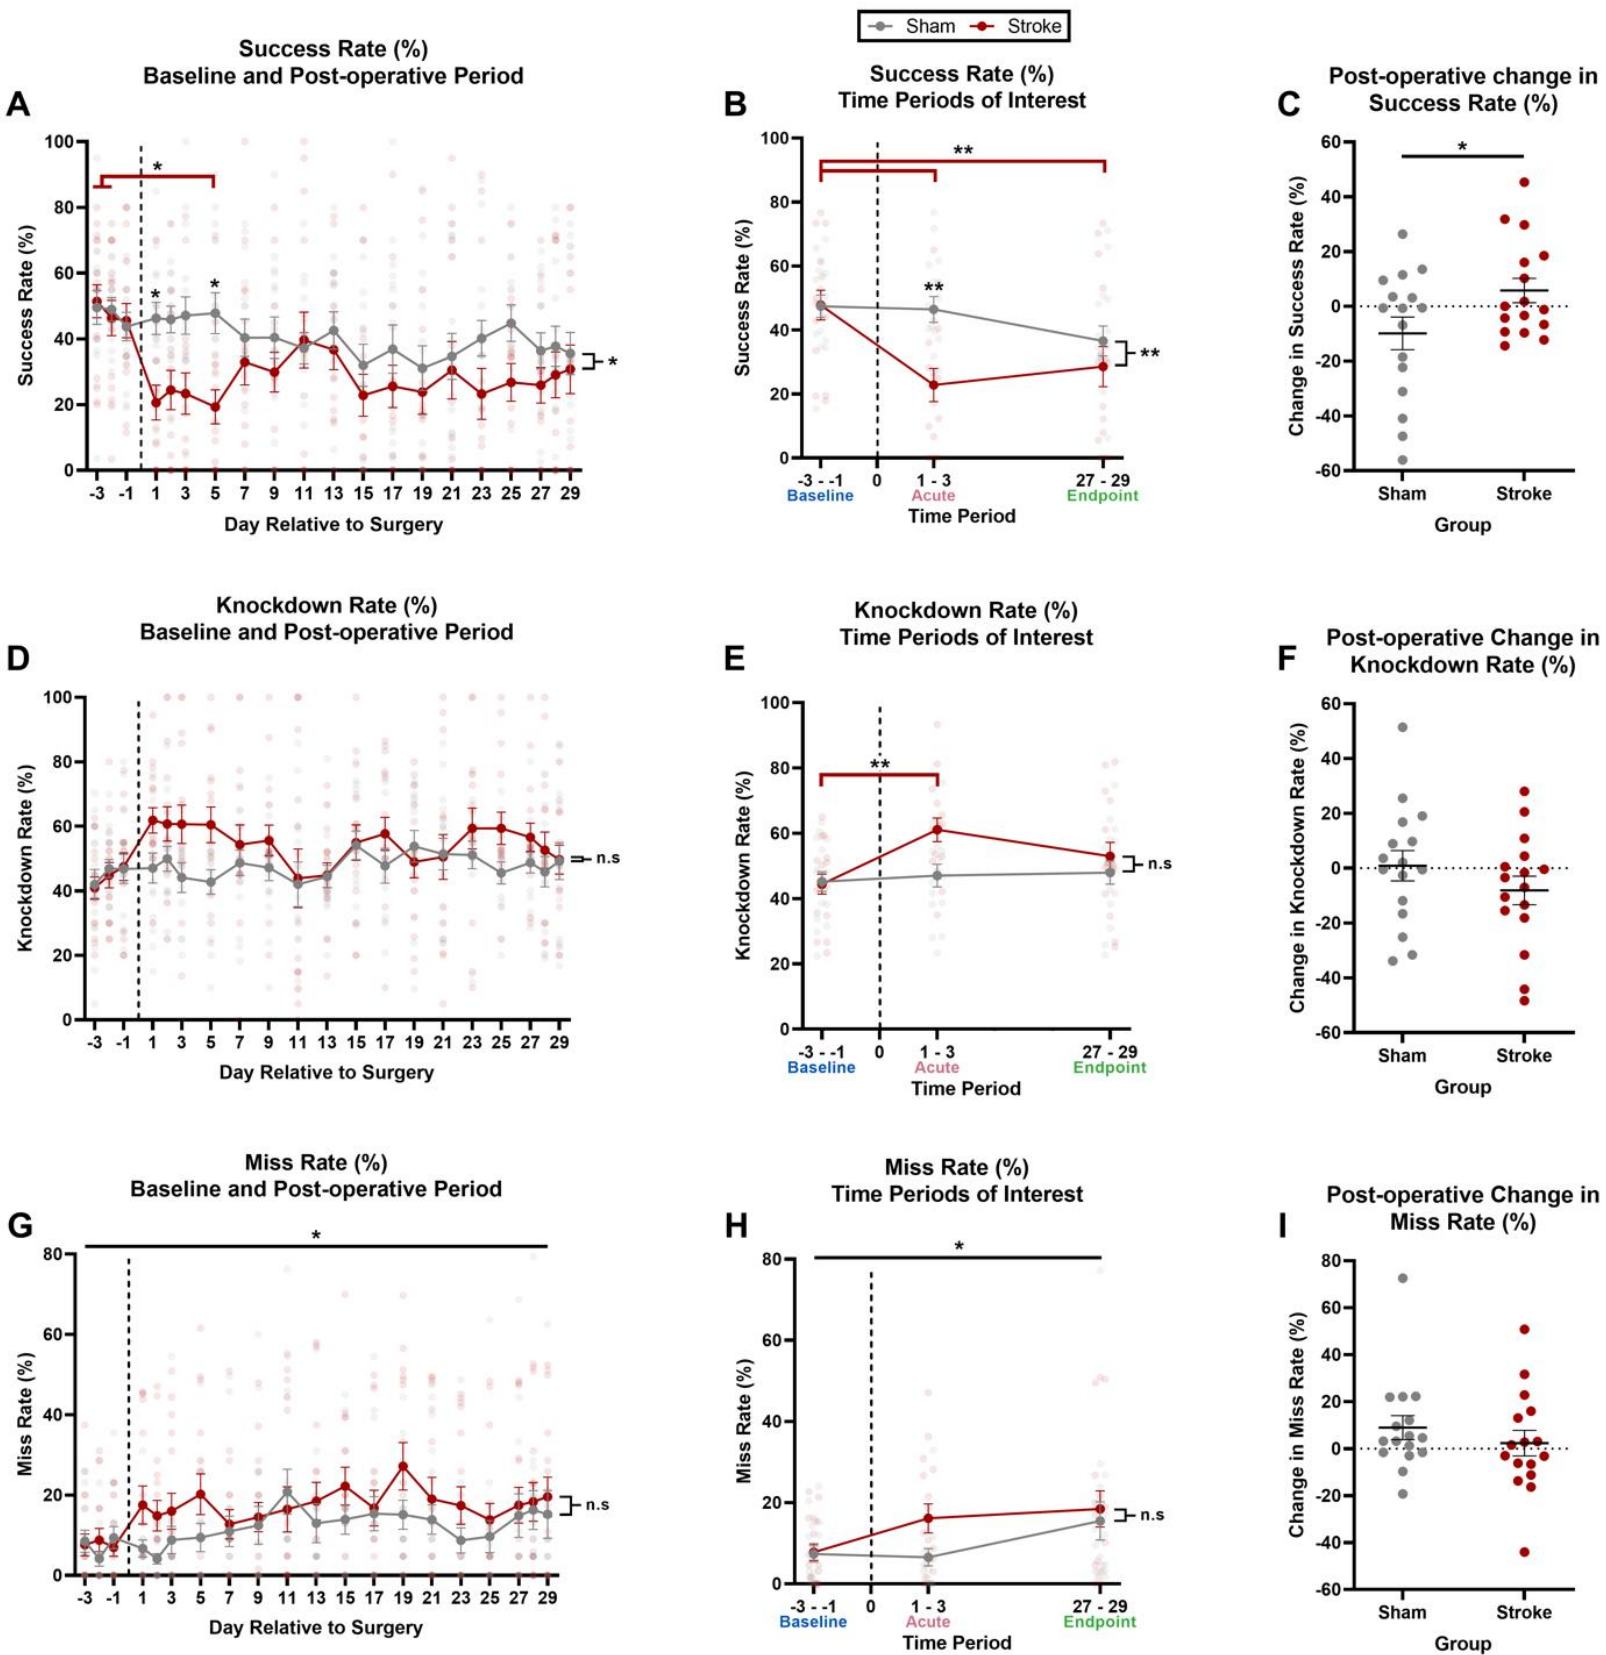 Sham Stroke
Success Rate (%)
Baseline and Post-operative Period
A
100
80
60
40
20
0
Success Rate (%)
*
*
*
*
-3 -1 1 3 5 7 9 11 13 15 17 19 21 23 25 27 29
Day Relative to Surgery
Success Rate (%)
Time Periods of Interest
B
100
80
60
40
20
0
Success Rate (%)
**
**
**
-3 - -1 0 1 - 3 27 - 29
Baseline Acute Endpoint
Time Period
Post-operative change in
Success Rate (%)
C
60
40
20
0
-20
-40
-60
Change in Success Rate (%)
*
Sham Stroke
Group
Knockdown Rate (%)
Baseline and Post-operative Period
D
100
80
60
40
20
0
Knockdown Rate (%)
n.s
-3 -1 1 3 5 7 9 11 13 15 17 19 21 23 25 27 29
Day Relative to Surgery
Knockdown Rate (%)
Time Periods of Interest
E
100
80
60
40
20
0
Knockdown Rate (%)
**
n.s
-3 - -1 0 1 - 3 27 - 29
Baseline Acute Endpoint
Time Period
Post-operative Change in
Knockdown Rate (%)
F
60
40
20
0
-20
-40
-60
Change in Knockdown Rate (%)
Sham Stroke
Group
Miss Rate (%)
Baseline and Post-operative Period
G
80
60
40
20
0
Miss Rate (%)
*
n.s
-3 -1 1 3 5 7 9 11 13 15 17 19 21 23 25 27 29
Day Relative to Surgery
Miss Rate (%)
Time Periods of Interest
H
80
60
40
20
0
Miss Rate (%)
*
n.s
-3 - -1 0 1 - 3 27 - 29
Baseline Acute Endpoint
Time Period
Post-operative Change in
Miss Rate (%)
I
80
60
40
20
0
-20
-40
-60
Change in Miss Rate (%)
Sham Stroke
Group